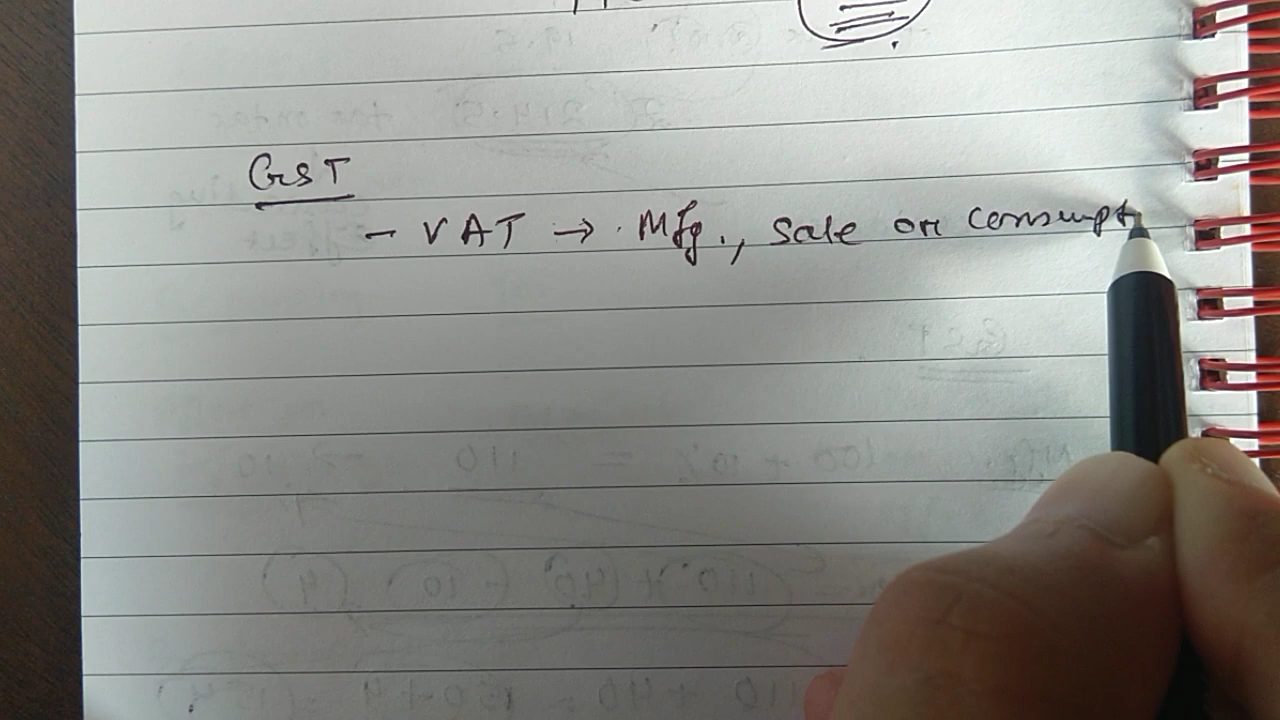 GST
- VAT → Mfg., Sale or consumpt